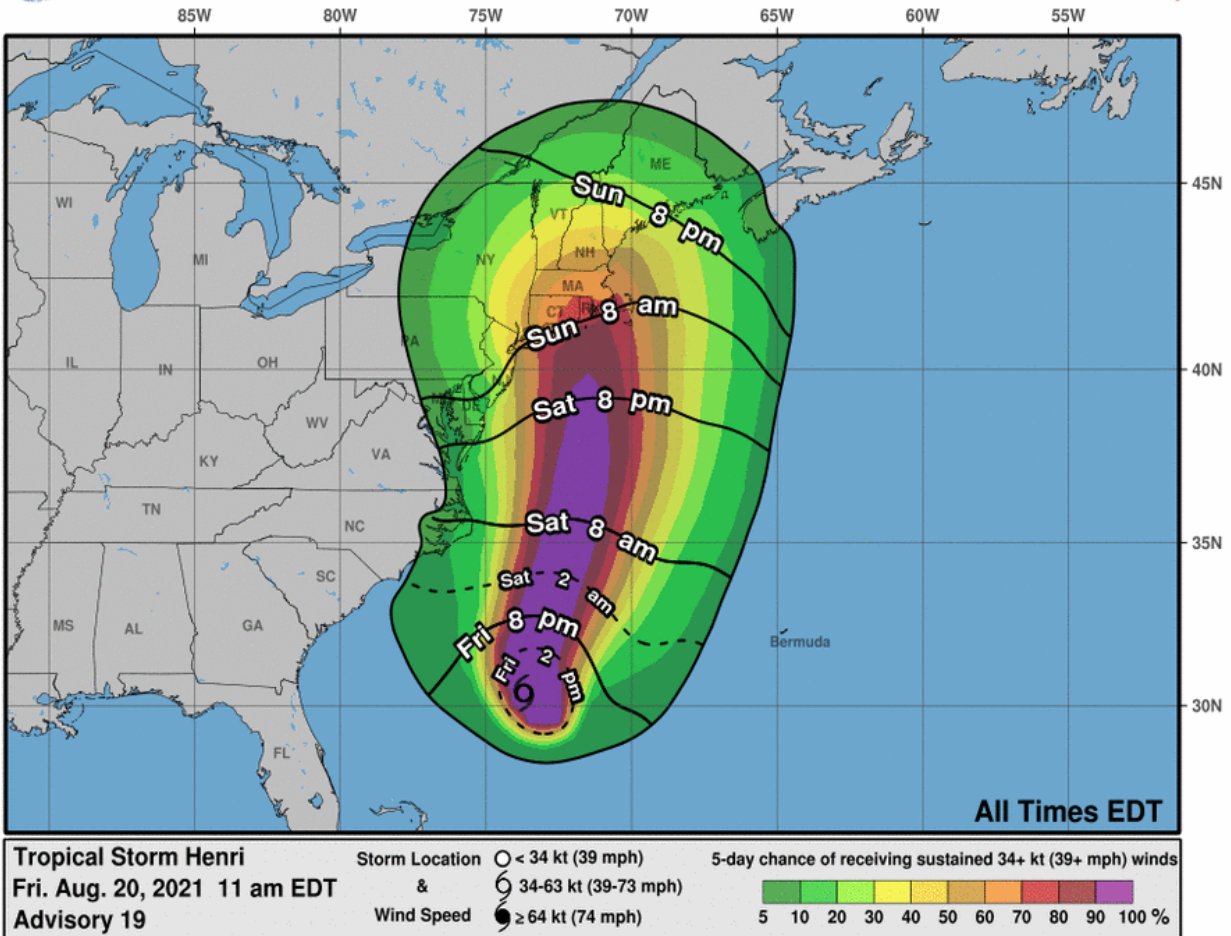 85W 80W 75W 70W 65W 60W 55W
ME
45N
Sun 8 pm
WI
VT
MI
NY
NH
MA
Sun 8 am
CT
PA
40N
IL
IN
OH
Sat 8 pm
DE
WV
VA
KY
TN
NC
Sat 8 am
35N
SC
Sat 2 am
MS
AL
GA
Fri 8 pm
Bermuda
Fri 2 pm
30N
FL
All Times EDT
Tropical Storm Henri
Fri. Aug. 20, 2021 11 am EDT
Advisory 19
Storm Location
&
Wind Speed
< 34 kt (39 mph)
34-63 kt (39-73 mph)
≥ 64 kt (74 mph)
5-day chance of receiving sustained 34+ kt (39+ mph) winds
5 10 20 30 40 50 60 70 80 90 100 %